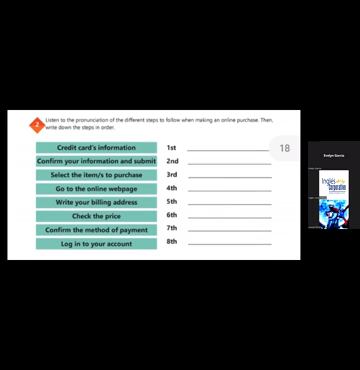 2
Listen to the pronunciation of the different steps to follow when making an online purchase. Then,
write down the steps in order.
Credit card's information 1st
Confirm your information and submit 2nd
Select the item/s to purchase 3rd
Go to the online webpage 4th
Write your billing address 5th
Check the price 6th
Confirm the method of payment 7th
Log in to your account 8th
18
Evelyn Garcia
Inglés
Corporativo